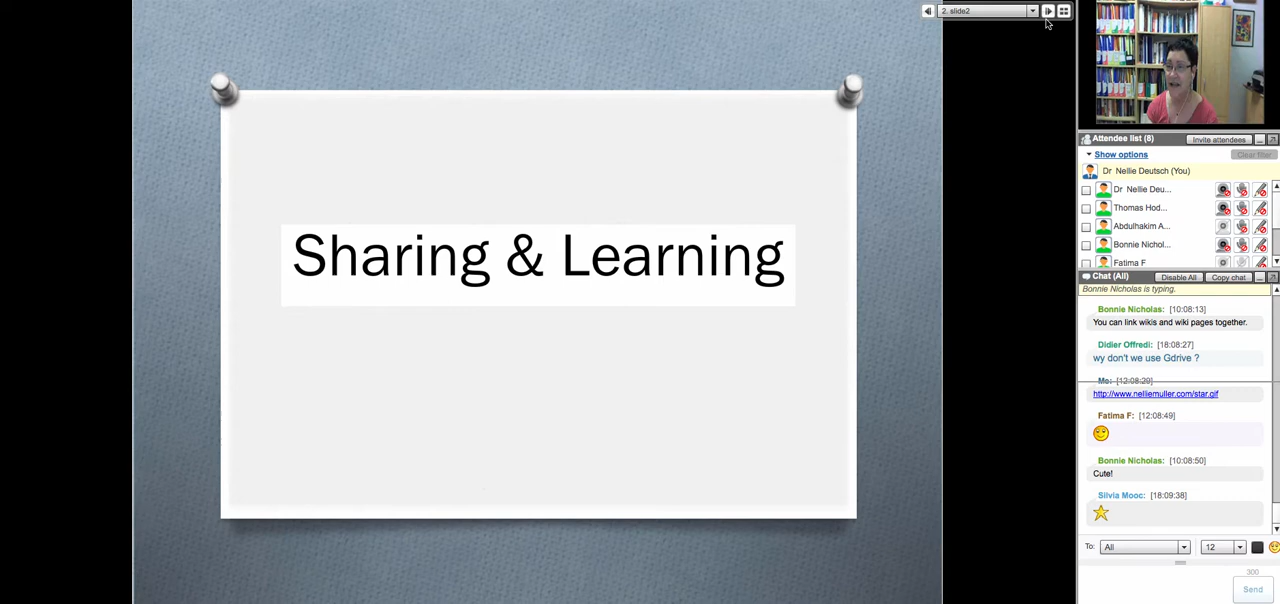 2. slide2
Sharing & Learning
Attendee list (8)
Invite attendees
Show options
Clear filter
Dr Nellie Deutsch (You)
Dr Nellie Deu...
Thomas Hod...
Abdulhakim A...
Bonnie Nichol...
Fatima F
Chat (All)
Disable All
Copy chat
Bonnie Nicholas is typing.
Bonnie Nicholas: [10:08:13]
You can link wikis and wiki pages together.
Didier Offredi: [18:08:27]
wy don't we use Gdrive ?
Me: [12:08:29]
http://www.nelliemuller.com/star.gif
Fatima F: [12:08:49]
Bonnie Nicholas: [10:08:50]
Cute!
Silvia Mooc: [18:09:38]
To: All 12
300
Send